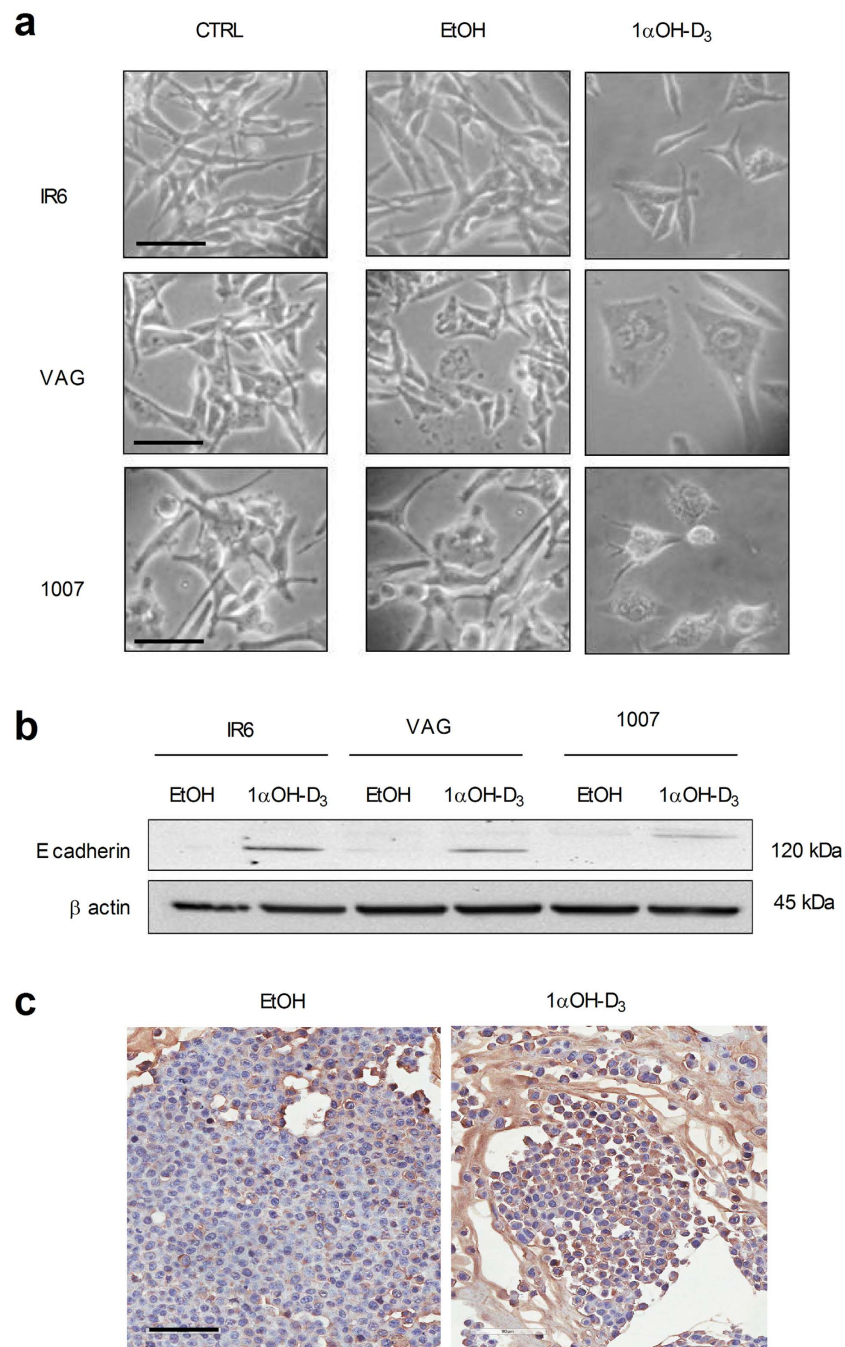 a
CTRL EtOH 1αOH-D₃
IR6
VAG
1007
b
IR6 VAG 1007
EtOH 1αOH-D₃ EtOH 1αOH-D₃ EtOH 1αOH-D₃
E cadherin 120 kDa
β actin 45 kDa
c
EtOH 1αOH-D₃